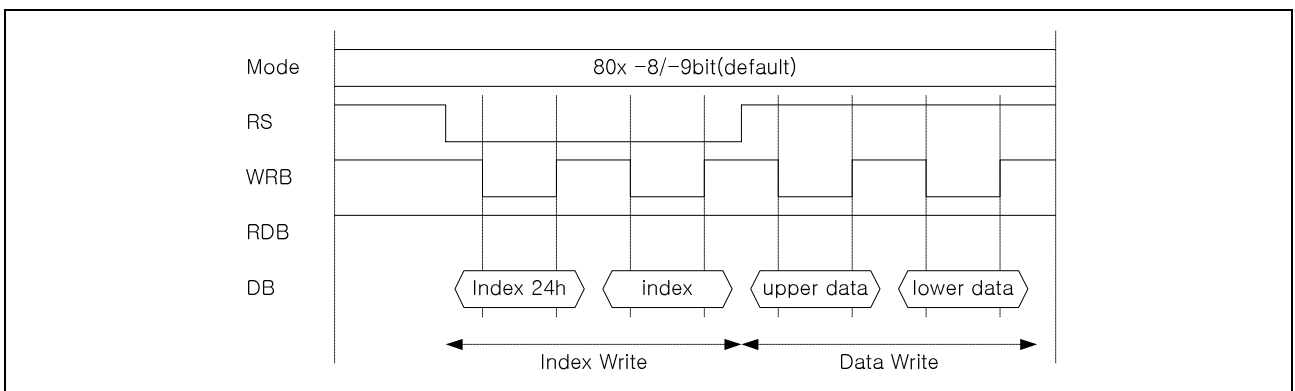 Mode 80x -8/-9bit(default)
RS
WRB
RDB
DB Index 24h index upper data lower data
Index Write Data Write